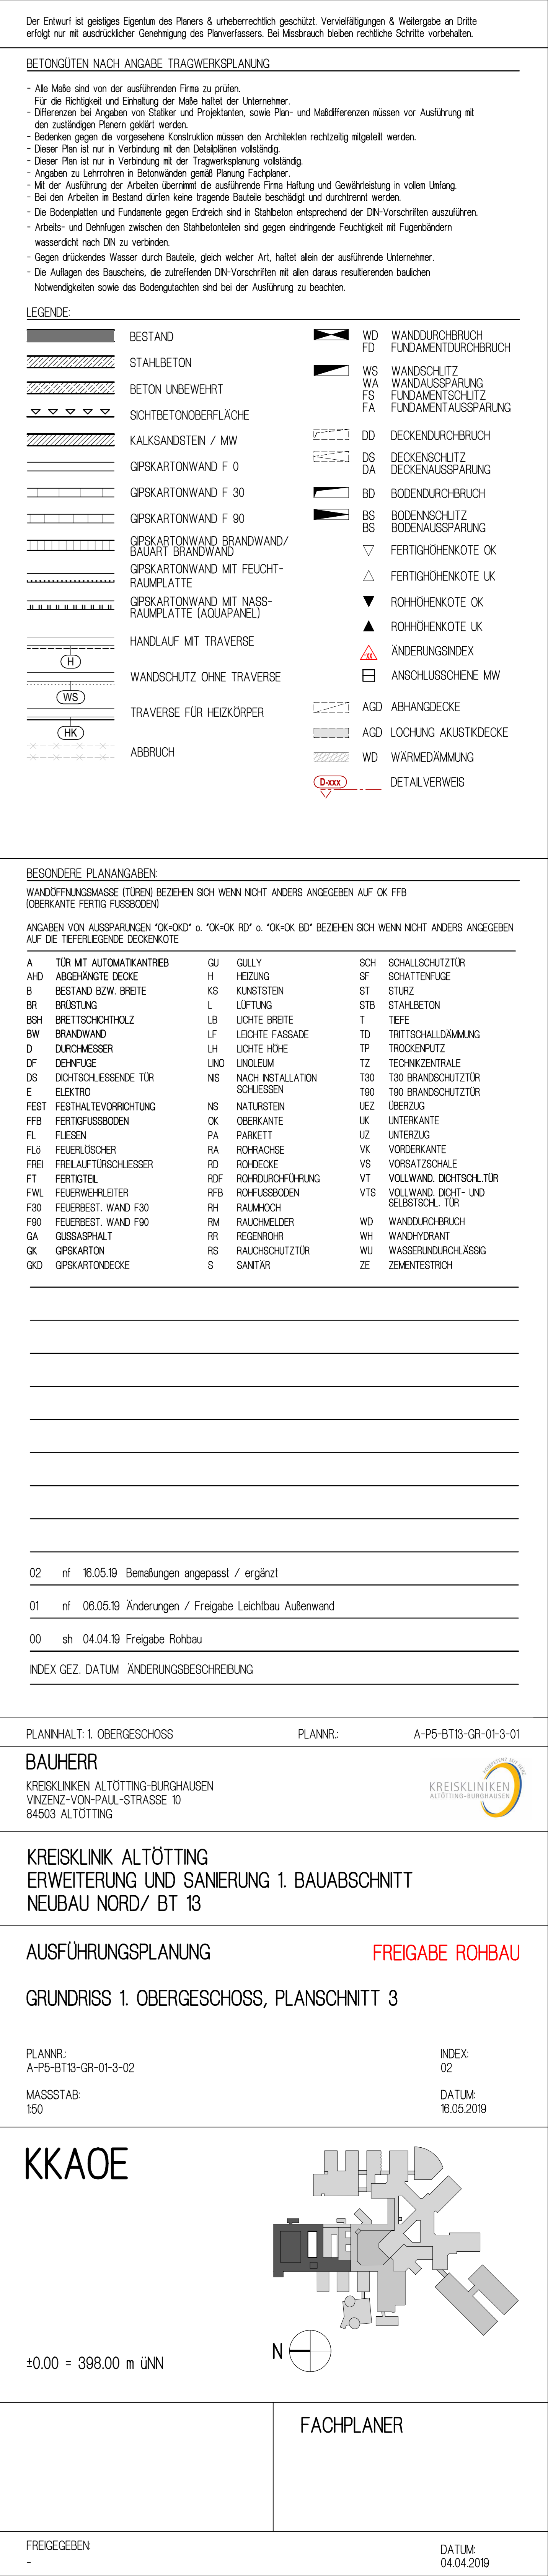 Der Entwurf ist geistiges Eigentum des Planers & urheberrechtlich geschützt. Vervielfältigungen & Weitergabe an Dritte
erfolgt nur mit ausdrücklicher Genehmigung des Planverfassers. Bei Missbrauch bleiben rechtliche Schritte vorbehalten.
BETONGÜTEN NACH ANGABE TRAGWERKSPLANUNG
- Alle Maße sind von der ausführenden Firma zu prüfen.
Für die Richtigkeit und Einhaltung der Maße haftet der Unternehmer.
- Differenzen bei Angaben von Statiker und Projektanten, sowie Plan- und Maßdifferenzen müssen vor Ausführung mit
den zuständigen Planern geklärt werden.
- Bedenken gegen die vorgesehene Konstruktion müssen den Architekten rechtzeitig mitgeteilt werden.
- Dieser Plan ist nur in Verbindung mit den Detailplänen vollständig.
- Dieser Plan ist nur in Verbindung mit der Tragwerksplanung vollständig.
- Angaben zu Lehrrohren in Betonwänden gemäß Planung Fachplaner.
- Mit der Ausführung der Arbeiten übernimmt die ausführende Firma Haftung und Gewährleistung in vollem Umfang.
- Bei den Arbeiten im Bestand dürfen keine tragende Bauteile beschädigt und durchtrennt werden.
- Die Bodenplatten und Fundamente gegen Erdreich sind in Stahlbeton entsprechend der DIN-Vorschriften auszuführen.
- Arbeits- und Dehnfugen zwischen den Stahlbetonteilen sind gegen eindringende Feuchtigkeit mit Fugenbändern
wasserdicht nach DIN zu verbinden.
- Gegen drückendes Wasser durch Bauteile, gleich welcher Art, haftet allein der ausführende Unternehmer.
- Die Auflagen des Bauscheins, die zutreffenden DIN-Vorschriften mit allen daraus resultierenden baulichen
Notwendigkeiten sowie das Bodengutachten sind bei der Ausführung zu beachten.
LEGENDE:
BESTAND
STAHLBETON
BETON UNBEWEHRT
SICHTBETONOBERFLÄCHE
KALKSANDSTEIN / MW
GIPSKARTONWAND F 0
GIPSKARTONWAND F 30
GIPSKARTONWAND F 90
GIPSKARTONWAND BRANDWAND/
BAUART BRANDWAND
GIPSKARTONWAND MIT FEUCHT-
RAUMPLATTE
GIPSKARTONWAND MIT NASS-
RAUMPLATTE (AQUAPANEL)
HANDLAUF MIT TRAVERSE
H
WANDSCHUTZ OHNE TRAVERSE
WS
TRAVERSE FÜR HEIZKÖRPER
HK
ABBRUCH
WD WANDDURCHBRUCH
FD FUNDAMENTDURCHBRUCH
WS WANDSCHLITZ
WA WANDAUSSPARUNG
FS FUNDAMENTSCHLITZ
FA FUNDAMENTAUSSPARUNG
DD DECKENDURCHBRUCH
DS DECKENSCHLITZ
DA DECKENAUSSPARUNG
BD BODENDURCHBRUCH
BS BODENNSCHLITZ
BS BODENAUSSPARUNG
FERTIGHÖHENKOTE OK
FERTIGHÖHENKOTE UK
ROHHÖHENKOTE OK
ROHHÖHENKOTE UK
xx ÄNDERUNGSINDEX
ANSCHLUSSCHIENE MW
AGD ABHANGDECKE
AGD LOCHUNG AKUSTIKDECKE
WD WÄRMEDÄMMUNG
D-xxx DETAILVERWEIS
BESONDERE PLANANGABEN:
WANDÖFFNUNGSMASSE (TÜREN) BEZIEHEN SICH WENN NICHT ANDERS ANGEGEBEN AUF OK FFB
(OBERKANTE FERTIG FUSSBODEN)
ANGABEN VON AUSSPARUNGEN "OK=OKD" o. "OK=OK RD" o. "OK=OK BD" BEZIEHEN SICH WENN NICHT ANDERS ANGEGEBEN
AUF DIE TIEFERLIEGENDE DECKENKOTE
A TÜR MIT AUTOMATIKANTRIEB
AHD ABGEHÄNGTE DECKE
B BESTAND BZW. BREITE
BR BRÜSTUNG
BSH BRETTSCHICHTHOLZ
BW BRANDWAND
D DURCHMESSER
DF DEHNFUGE
DS DICHTSCHLIESSENDE TÜR
E ELEKTRO
FEST FESTHALTEVORRICHTUNG
FFB FERTIGFUSSBODEN
FL FLIESEN
FLö FEUERLÖSCHER
FREI FREILAUFTÜRSCHLIESSER
FT FERTIGTEIL
FWL FEUERWEHRLEITER
F30 FEUERBEST. WAND F30
F90 FEUERBEST. WAND F90
GA GUSSASPHALT
GK GIPSKARTON
GKD GIPSKARTONDECKE
GU GULLY
H HEIZUNG
KS KUNSTSTEIN
L LÜFTUNG
LB LICHTE BREITE
LF LEICHTE FASSADE
LH LICHTE HÖHE
LINO LINOLEUM
NIS NACH INSTALLATION
SCHLIESSEN
NS NATURSTEIN
OK OBERKANTE
PA PARKETT
RA ROHRACHSE
RD ROHDECKE
RDF ROHRDURCHFÜHRUNG
RFB ROHFUSSBODEN
RH RAUMHOCH
RM RAUCHMELDER
RR REGENROHR
RS RAUCHSCHUTZTÜR
S SANITÄR
SCH SCHALLSCHUTZTÜR
SF SCHATTENFUGE
ST STURZ
STB STAHLBETON
T TIEFE
TD TRITTSCHALLDÄMMUNG
TP TROCKENPUTZ
TZ TECHNIKZENTRALE
T30 T30 BRANDSCHUTZTÜR
T90 T90 BRANDSCHUTZTÜR
UEZ ÜBERZUG
UK UNTERKANTE
UZ UNTERZUG
VK VORDERKANTE
VS VORSATZSCHALE
VT VOLLWAND. DICHTSCHL.TÜR
VTS VOLLWAND. DICHT- UND
SELBSTSCHL. TÜR
WD WANDDURCHBRUCH
WH WANDHYDRANT
WU WASSERUNDURCHLÄSSIG
ZE ZEMENTESTRICH
02 nf 16.05.19 Bemaßungen angepasst / ergänzt
01 nf 06.05.19 Änderungen / Freigabe Leichtbau Außenwand
00 sh 04.04.19 Freigabe Rohbau
INDEX GEZ. DATUM ÄNDERUNGSBESCHREIBUNG
PLANINHALT: 1. OBERGESCHOSS PLANNR.: A-P5-BT13-GR-01-3-01
BAUHERR
KREISKLINIKEN ALTÖTTING-BURGHAUSEN
VINZENZ-VON-PAUL-STRASSE 10
84503 ALTÖTTING
KOMPETENZ MIT HERZ
KREISKLINIKEN
ALTÖTTING-BURGHAUSEN
KREISKLINIK ALTÖTTING
ERWEITERUNG UND SANIERUNG 1. BAUABSCHNITT
NEUBAU NORD/ BT 13
AUSFÜHRUNGSPLANUNG FREIGABE ROHBAU
GRUNDRISS 1. OBERGESCHOSS, PLANSCHNITT 3
PLANNR.: INDEX:
A-P5-BT13-GR-01-3-02 02
MASSSTAB: DATUM:
1:50 16.05.2019
KKAOE
N
±0.00 = 398.00 m üNN
FACHPLANER
FREIGEGEBEN: DATUM:
- 04.04.2019